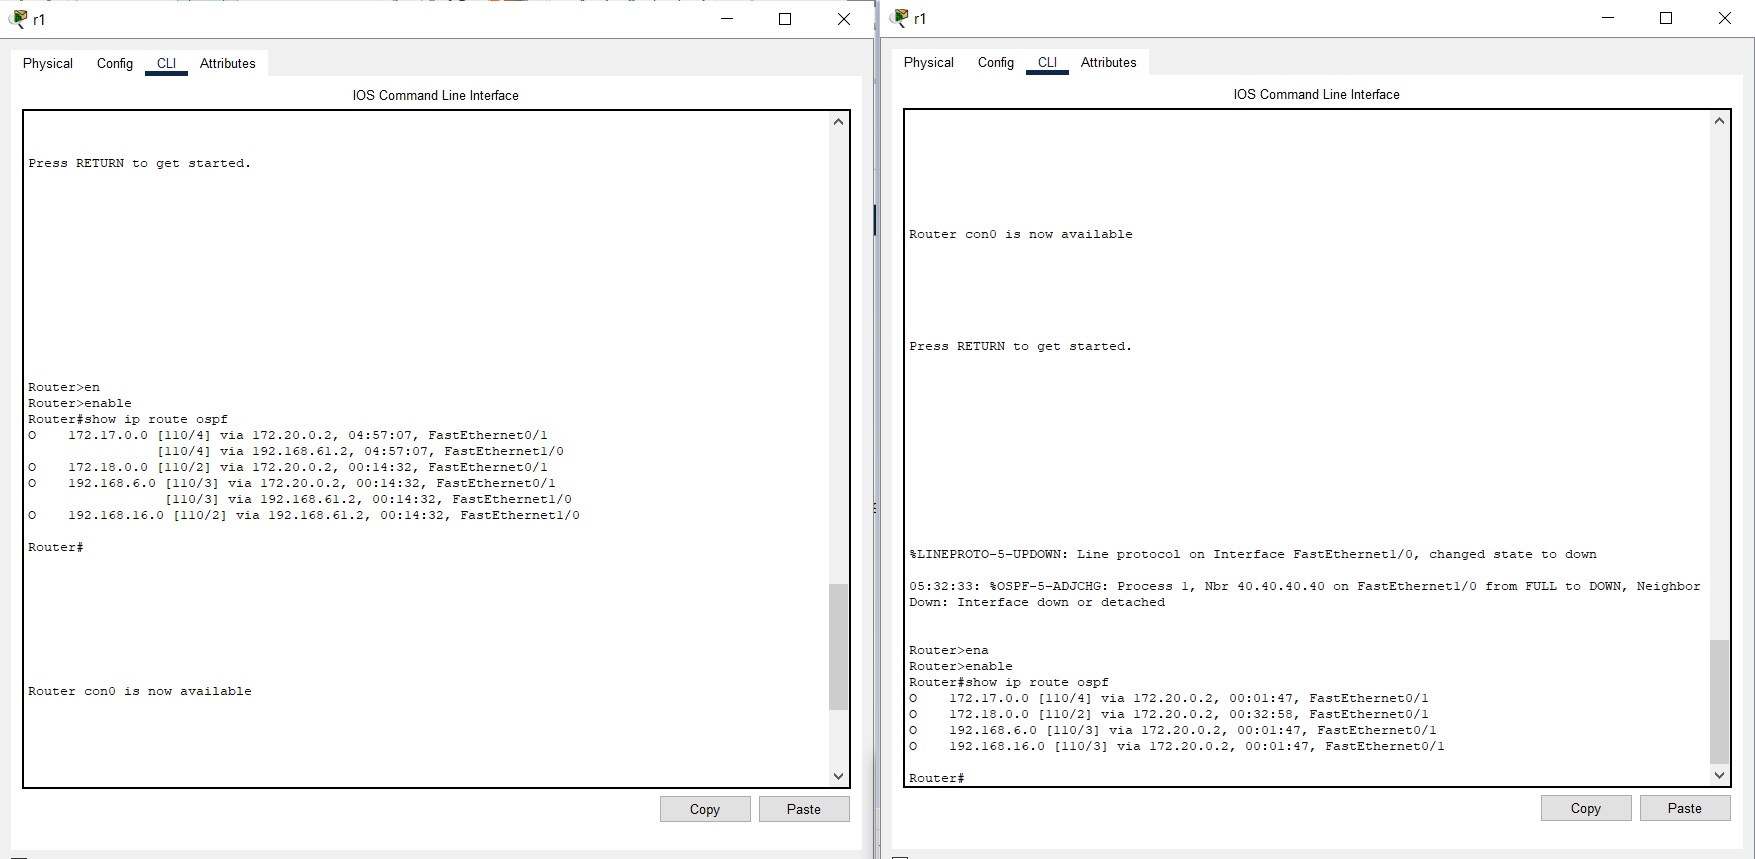 r1
Physical Config CLI Attributes
IOS Command Line Interface
Press RETURN to get started.
Router>en
Router>enable
Router#show ip route ospf
O    172.17.0.0 [110/4] via 172.20.0.2, 04:57:07, FastEthernet0/1
                [110/4] via 192.168.61.2, 04:57:07, FastEthernet1/0
O    172.18.0.0 [110/2] via 172.20.0.2, 00:14:32, FastEthernet0/1
O    192.168.6.0 [110/3] via 172.20.0.2, 00:14:32, FastEthernet0/1
                 [110/3] via 192.168.61.2, 00:14:32, FastEthernet1/0
O    192.168.16.0 [110/2] via 192.168.61.2, 00:14:32, FastEthernet1/0
Router#
Router con0 is now available
Copy Paste
r1
Physical Config CLI Attributes
IOS Command Line Interface
Router con0 is now available
Press RETURN to get started.
%LINEPROTO-5-UPDOWN: Line protocol on Interface FastEthernet1/0, changed state to down
05:32:33: %OSPF-5-ADJCHG: Process 1, Nbr 40.40.40.40 on FastEthernet1/0 from FULL to DOWN, Neighbor
Down: Interface down or detached
Router>ena
Router>enable
Router#show ip route ospf
O    172.17.0.0 [110/4] via 172.20.0.2, 00:01:47, FastEthernet0/1
O    172.18.0.0 [110/2] via 172.20.0.2, 00:32:58, FastEthernet0/1
O    192.168.6.0 [110/3] via 172.20.0.2, 00:01:47, FastEthernet0/1
O    192.168.16.0 [110/3] via 172.20.0.2, 00:01:47, FastEthernet0/1
Router#
Copy Paste